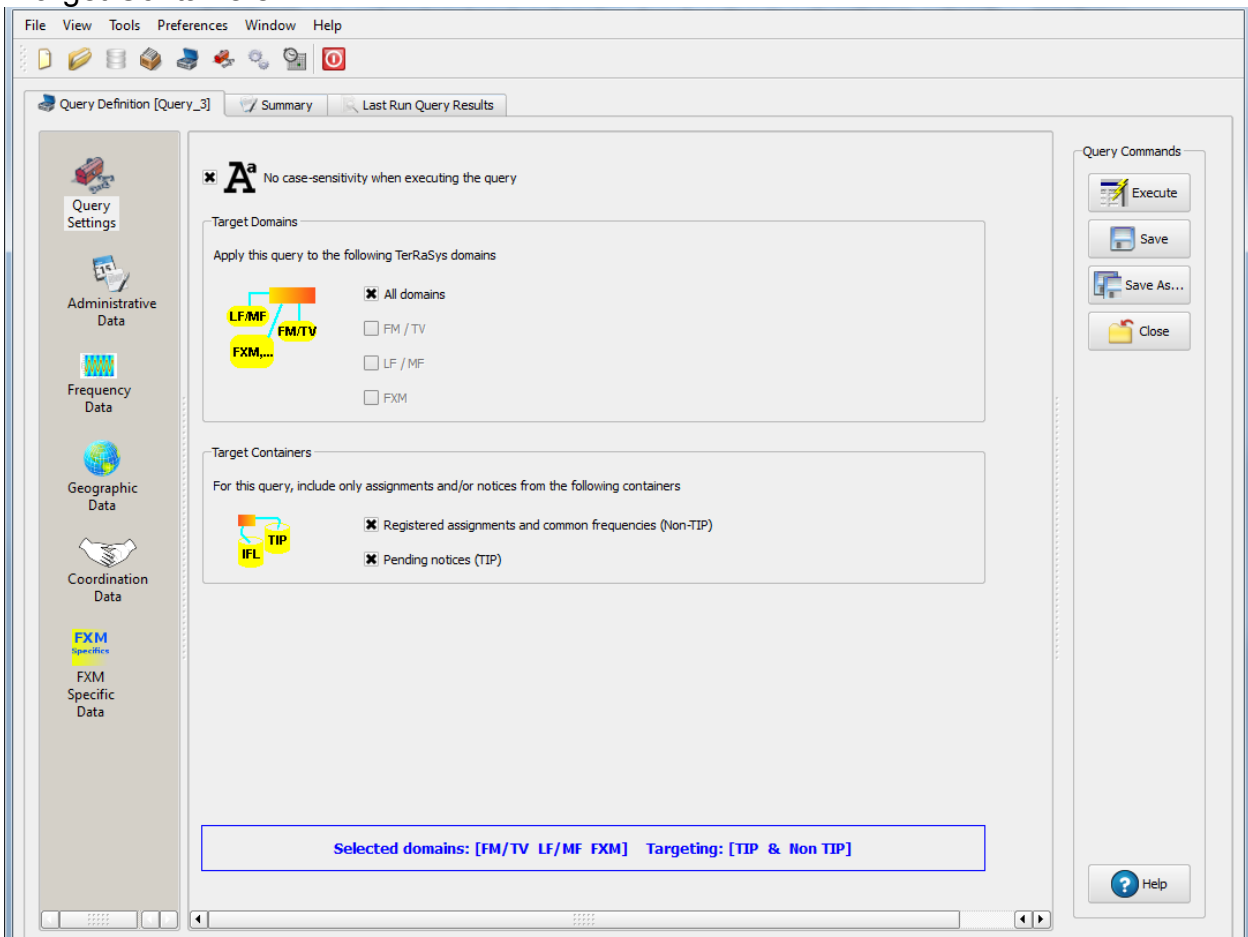 File View Tools Preferences Window Help
Query Definition [Query_3] Summary Last Run Query Results
Query
Settings
Administrative
Data
Frequency
Data
Geographic
Data
Coordination
Data
FXM
Specifics
FXM
Specific
Data
Aª No case-sensitivity when executing the query
Target Domains
Apply this query to the following TerRaSys domains
LF/MF
FM/TV
FXM,...
All domains
FM / TV
LF / MF
FXM
Target Containers
For this query, include only assignments and/or notices from the following containers
TIP
IFL
Registered assignments and common frequencies (Non-TIP)
Pending notices (TIP)
Selected domains: [FM/TV LF/MF FXM] Targeting: [TIP & Non TIP]
Query Commands
Execute
Save
Save As...
Close
? Help